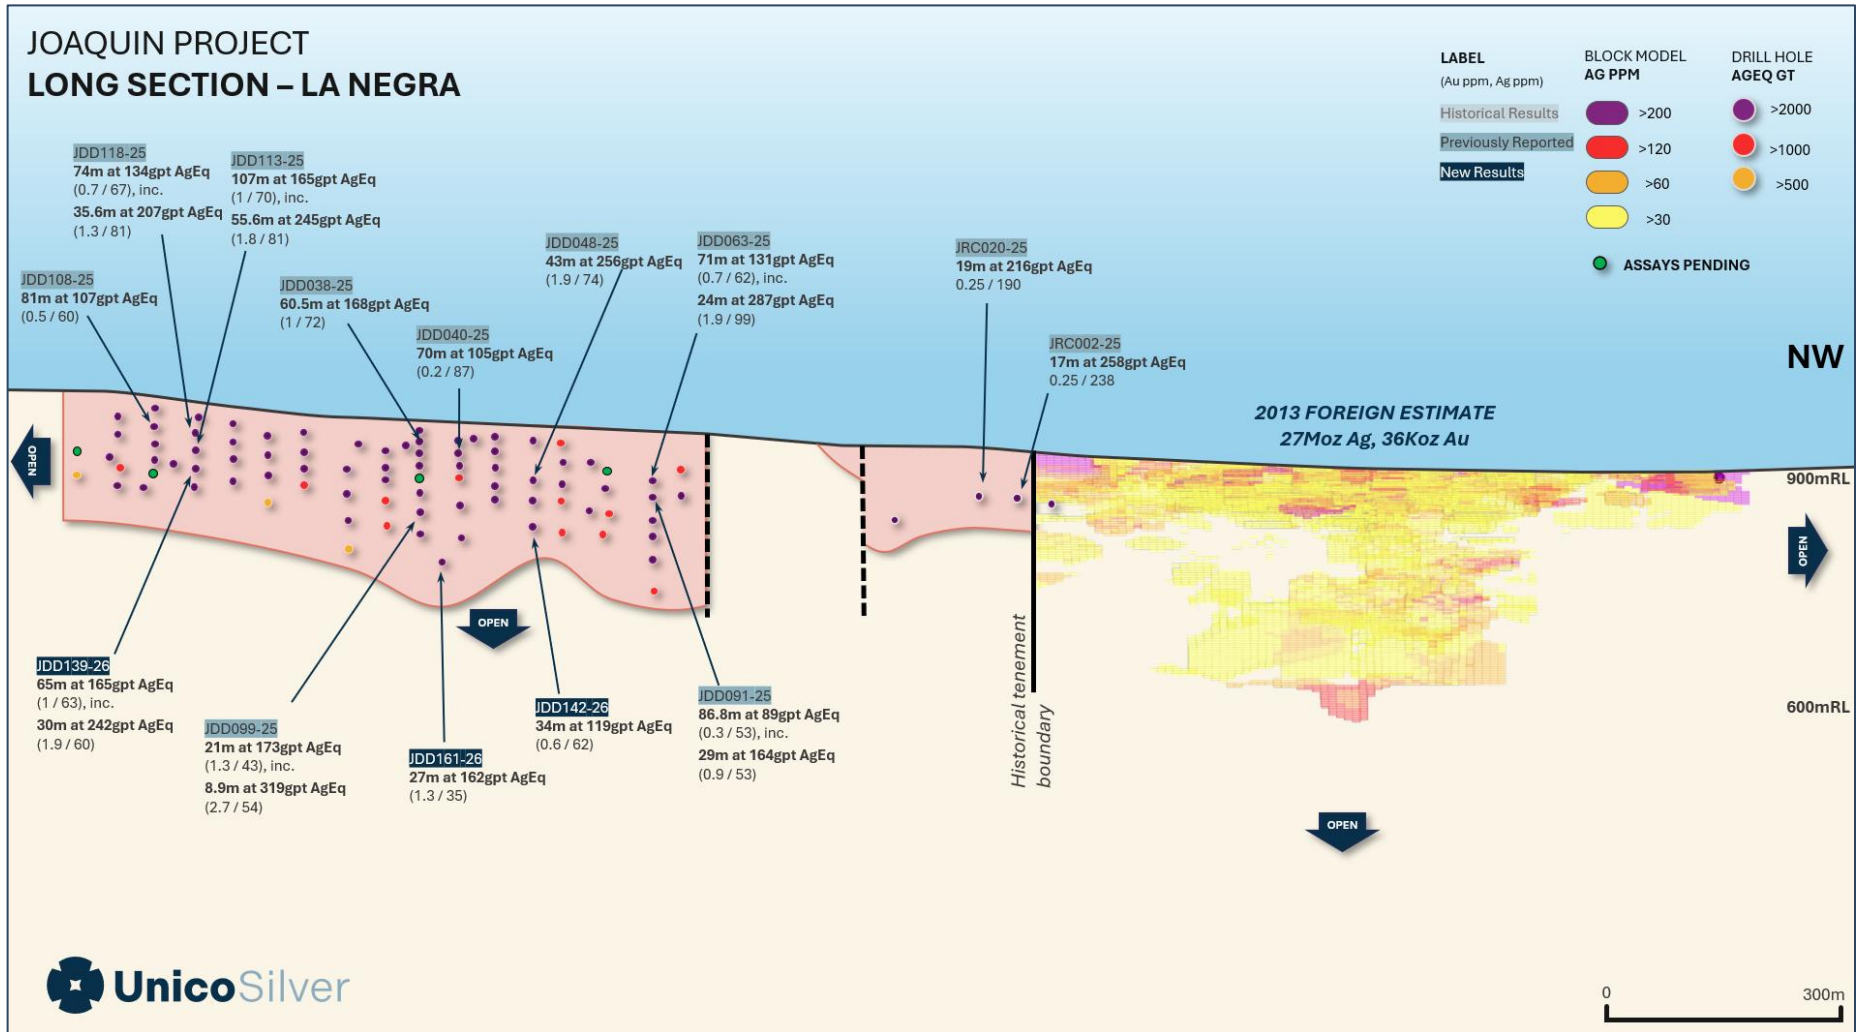 JOAQUIN PROJECT
LONG SECTION – LA NEGRA
LABEL
(Au ppm, Ag ppm)
Historical Results
Previously Reported
New Results
BLOCK MODEL
AG PPM
>200
>120
>60
>30
DRILL HOLE
AGEQ GT
>2000
>1000
>500
ASSAYS PENDING
JDD118-25
74m at 134gpt AgEq
(0.7 / 67), inc.
35.6m at 207gpt AgEq
(1.3 / 81)
JDD113-25
107m at 165gpt AgEq
(1 / 70), inc.
55.6m at 245gpt AgEq
(1.8 / 81)
JDD108-25
81m at 107gpt AgEq
(0.5 / 60)
JDD038-25
60.5m at 168gpt AgEq
(1 / 72)
JDD040-25
70m at 105gpt AgEq
(0.2 / 87)
JDD048-25
43m at 256gpt AgEq
(1.9 / 74)
JDD063-25
71m at 131gpt AgEq
(0.7 / 62), inc.
24m at 287gpt AgEq
(1.9 / 99)
JRC020-25
19m at 216gpt AgEq
0.25 / 190
JRC002-25
17m at 258gpt AgEq
0.25 / 238
NW
2013 FOREIGN ESTIMATE
27Moz Ag, 36Koz Au
OPEN
900mRL
OPEN
OPEN
600mRL
Historical tenement
boundary
JDD139-26
65m at 165gpt AgEq
(1 / 63), inc.
30m at 242gpt AgEq
(1.9 / 60)
JDD099-25
21m at 173gpt AgEq
(1.3 / 43), inc.
8.9m at 319gpt AgEq
(2.7 / 54)
JDD161-26
27m at 162gpt AgEq
(1.3 / 35)
JDD142-26
34m at 119gpt AgEq
(0.6 / 62)
JDD091-25
86.8m at 89gpt AgEq
(0.3 / 53), inc.
29m at 164gpt AgEq
(0.9 / 53)
OPEN
UnicoSilver
0 300m